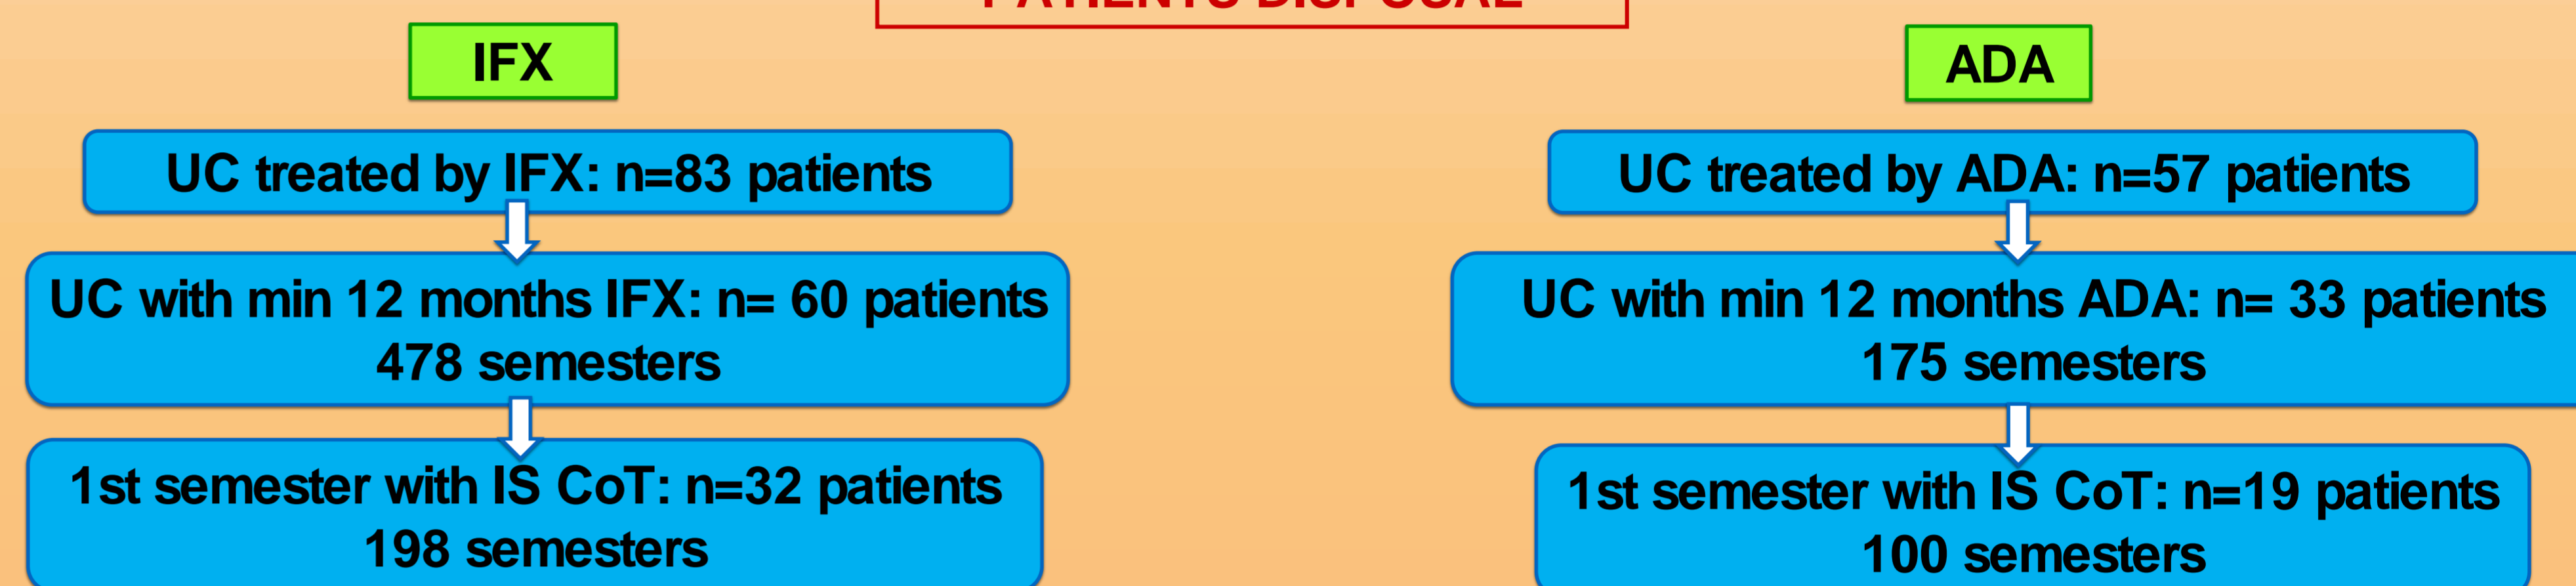 PATIENTS DISPOSAL
IFX
UC treated by IFX: n=83 patients
UC with min 12 months IFX: n= 60 patients
478 semesters
1st semester with IS CoT: n=32 patients
198 semesters
ADA
UC treated by ADA: n=57 patients
UC with min 12 months ADA: n= 33 patients
175 semesters
1st semester with IS CoT: n=19 patients
100 semesters